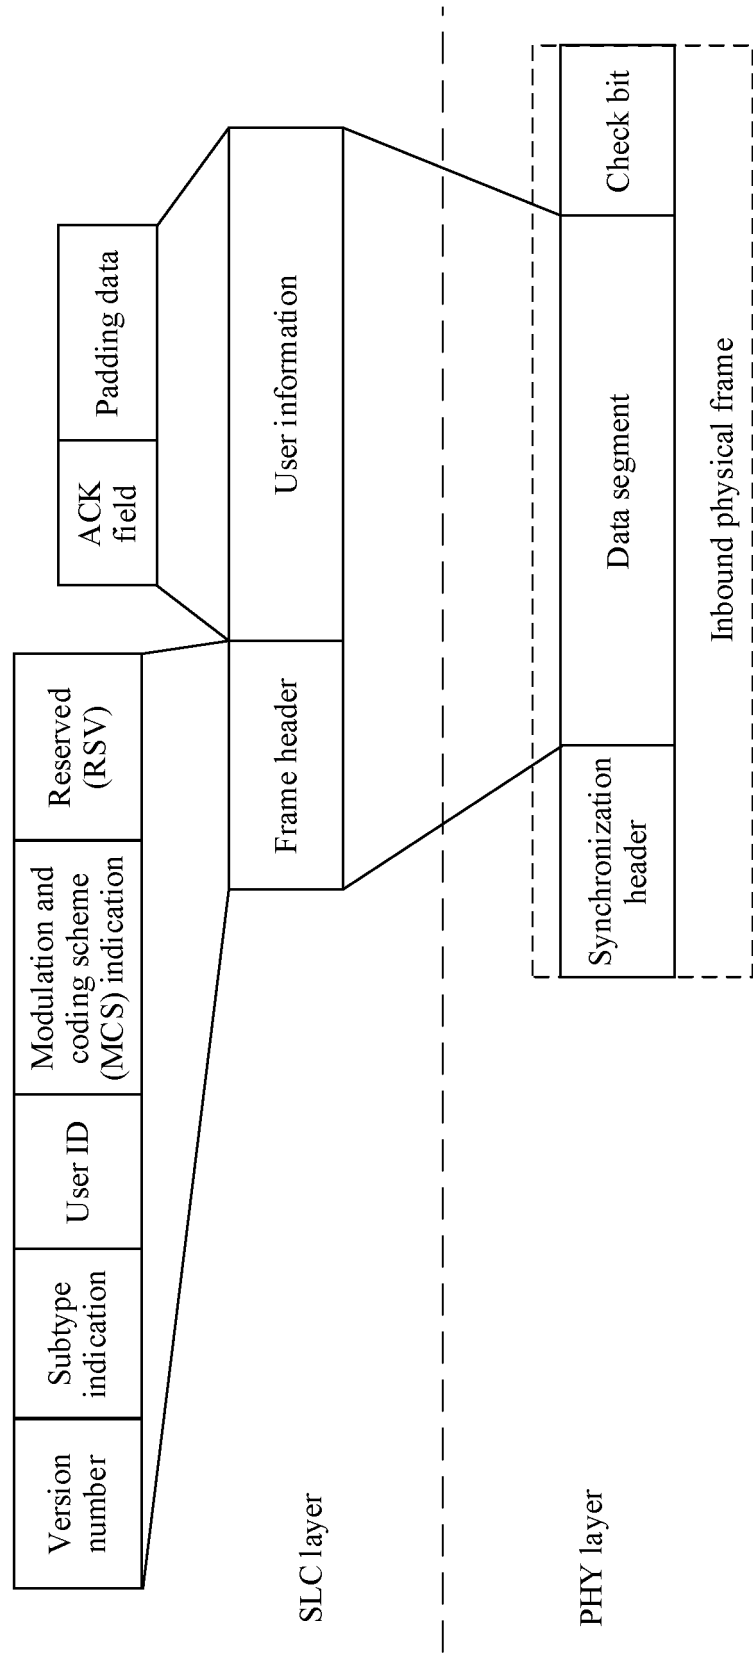 Version
number
Subtype
indication
User ID
Modulation and
coding scheme
(MCS) indication
Reserved
(RSV)
ACK
field
Padding data
SLC layer
Frame header
User information
PHY layer
Synchronization
header
Data segment
Check bit
Inbound physical frame